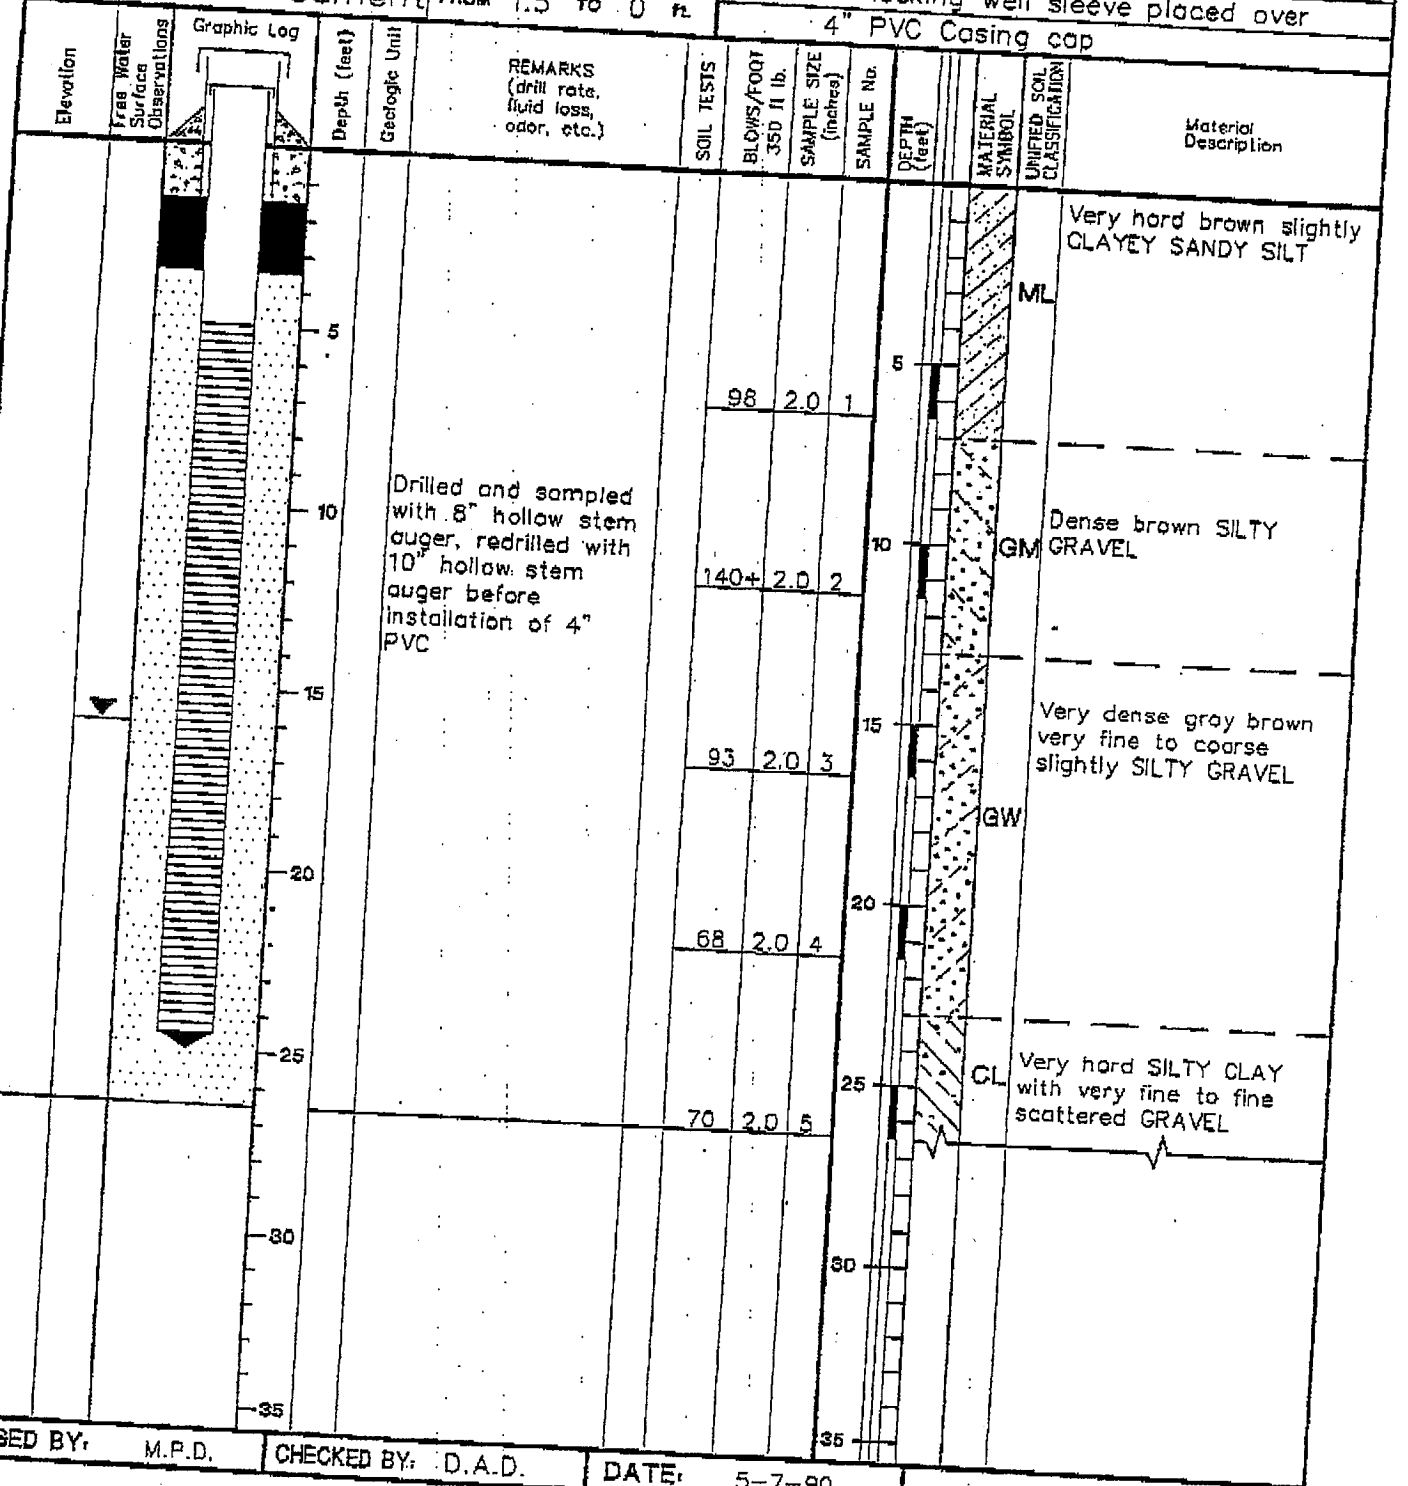 FROM 1.5 TO 0 ft
well sleeve placed over
4" PVC Casing cap
Elevation
Free Water
Surface
Observations
Graphic Log
Depth (feet)
Geologic Unit
REMARKS
(drill rate,
fluid loss,
odor, etc.)
SOIL TESTS
BLOWS/FOOT
350 ft lb.
SAMPLE SIZE
(inches)
SAMPLE No.
DEPTH
(feet)
MATERIAL
SYMBOL
UNIFIED SOIL
CLASSIFICATION
Material
Description
Very hard brown slightly
CLAYEY SANDY SILT
ML
5
5
98 2.0 1
Drilled and sampled
with 8" hollow stem
auger, redrilled with
10" hollow stem
auger before
installation of 4"
PVC
10
10
GM
Dense brown SILTY
GRAVEL
140+ 2.0 2
15
15
Very dense gray brown
very fine to coarse
slightly SILTY GRAVEL
93 2.0 3
GW
20
20
68 2.0 4
25
25
CL
Very hard SILTY CLAY
with very fine to fine
scattered GRAVEL
70 2.0 5
30
30
35
35
BY: M.P.D.
CHECKED BY: D.A.D.
DATE: 5-7-90